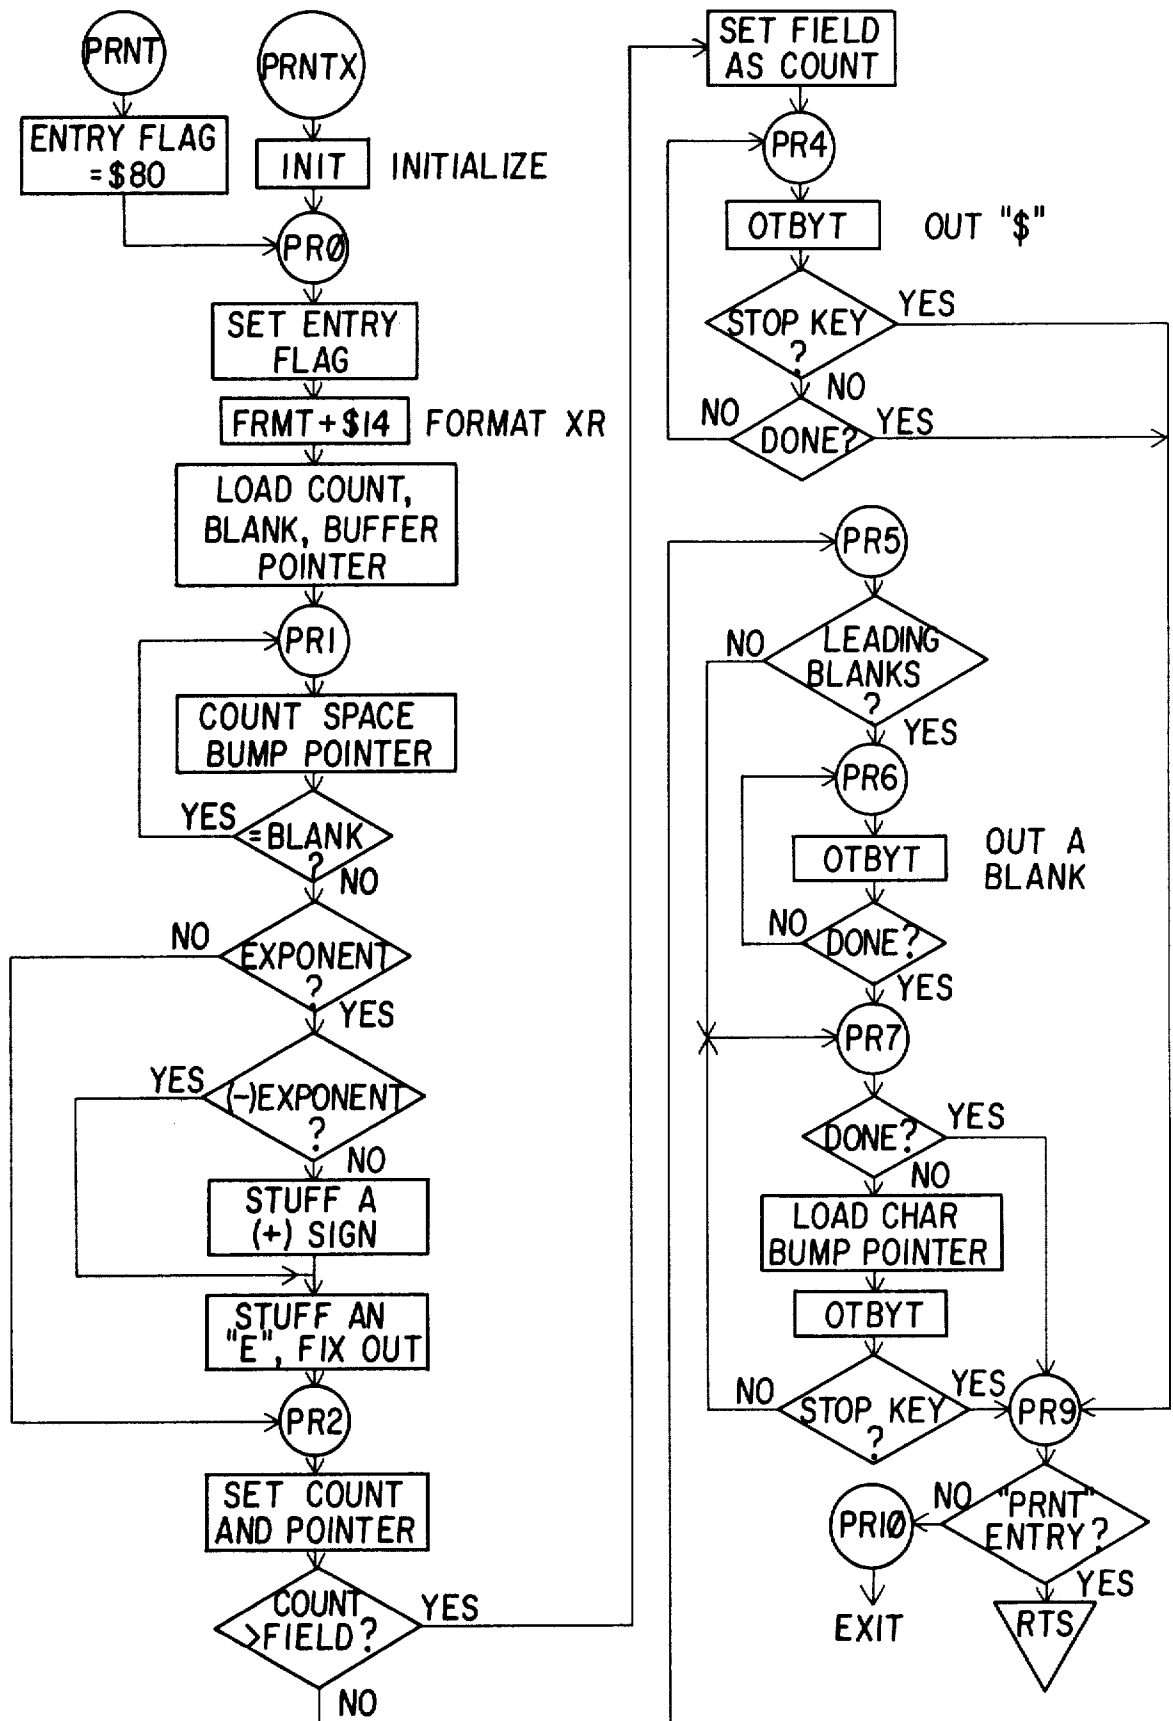 PRNT
PRNTX
ENTRY FLAG
=$80
INIT
INITIALIZE
PRØ
SET ENTRY
FLAG
FRMT+$14
FORMAT XR
LOAD COUNT,
BLANK, BUFFER
POINTER
PR1
COUNT SPACE
BUMP POINTER
YES
=BLANK
?
NO
NO
EXPONENT
?
YES
YES
(-)EXPONENT
?
NO
STUFF A
(+) SIGN
STUFF AN
"E", FIX OUT
PR2
SET COUNT
AND POINTER
COUNT
>FIELD?
YES
NO
SET FIELD
AS COUNT
PR4
OTBYT
OUT "$"
YES
STOP KEY
?
NO
NO
DONE?
YES
PR5
NO
LEADING
BLANKS
?
YES
PR6
OTBYT
OUT A
BLANK
NO
DONE?
YES
PR7
DONE?
YES
NO
LOAD CHAR
BUMP POINTER
OTBYT
NO
STOP KEY
?
YES
PR9
NO
"PRNT"
ENTRY?
PR1Ø
YES
EXIT
RTS